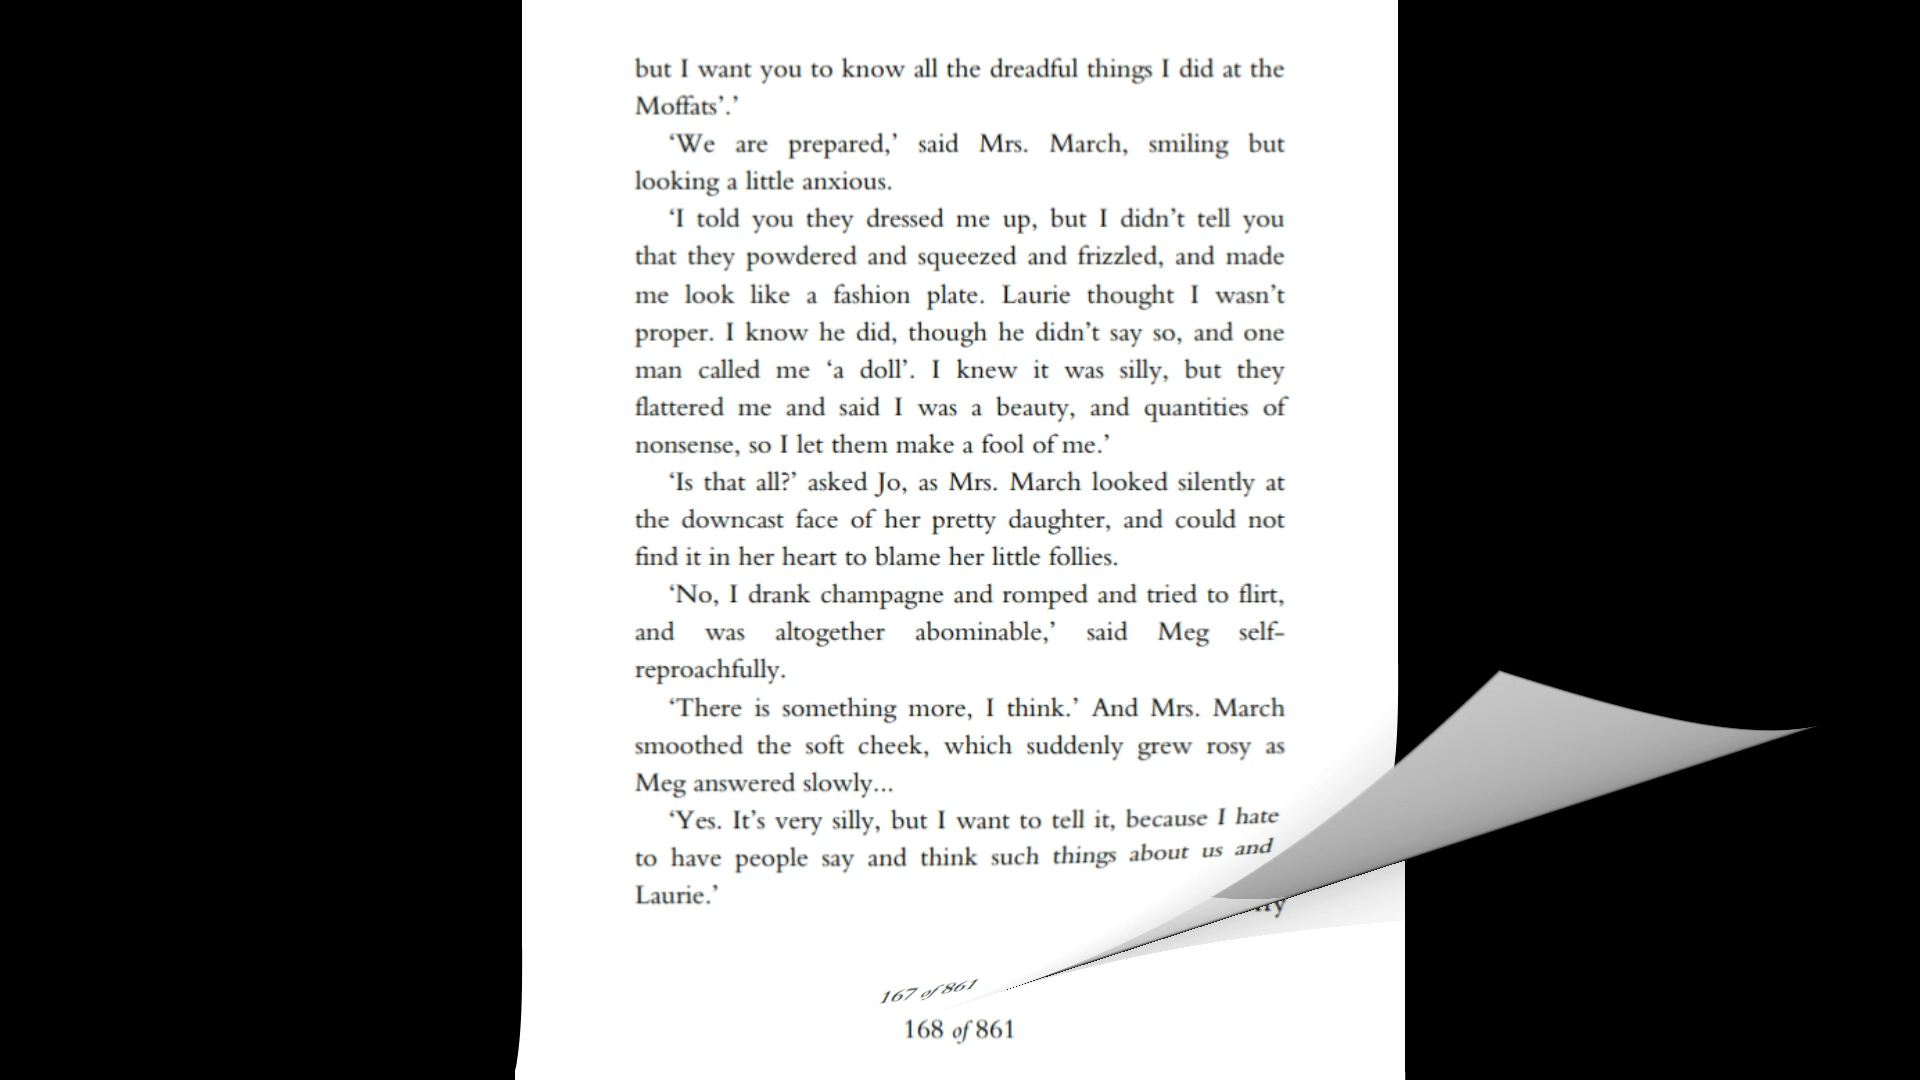 but I want you to know all the dreadful things I did at the
Moffats’.’
‘We are prepared,’ said Mrs. March, smiling but
looking a little anxious.
‘I told you they dressed me up, but I didn’t tell you
that they powdered and squeezed and frizzled, and made
me look like a fashion plate. Laurie thought I wasn’t
proper. I know he did, though he didn’t say so, and one
man called me ‘a doll’. I knew it was silly, but they
flattered me and said I was a beauty, and quantities of
nonsense, so I let them make a fool of me.’
‘Is that all?’ asked Jo, as Mrs. March looked silently at
the downcast face of her pretty daughter, and could not
find it in her heart to blame her little follies.
‘No, I drank champagne and romped and tried to flirt,
and was altogether abominable,’ said Meg self-
reproachfully.
‘There is something more, I think.’ And Mrs. March
smoothed the soft cheek, which suddenly grew rosy as
Meg answered slowly...
‘Yes. It’s very silly, but I want to tell it, because I hate
to have people say and think such things about us and
Laurie.’
167 of 861
168 of 861